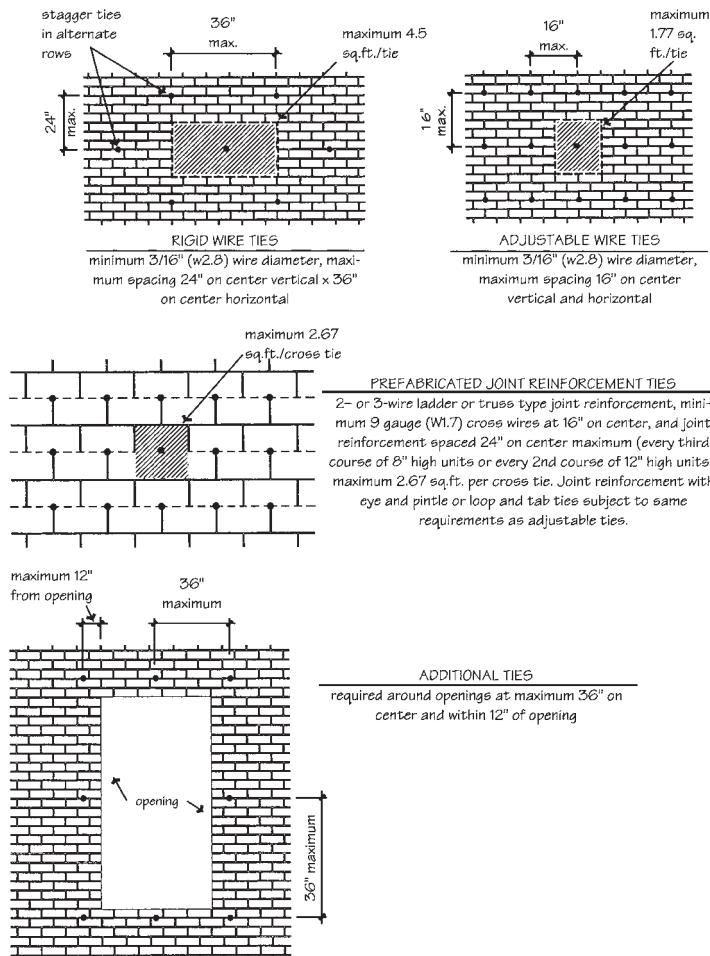 stagger ties
in alternate
rows
36"
max.
maximum 4.5
sq.ft./tie
24"
max.
RIGID WIRE TIES
minimum 3/16" (w2.8) wire diameter, maxi-
mum spacing 24" on center vertical x 36"
on center horizontal
16"
max.
maximum
1.77 sq.
ft./tie
16"
max.
ADJUSTABLE WIRE TIES
minimum 3/16" (w2.8) wire diameter,
maximum spacing 16" on center
vertical and horizontal
maximum 2.67
sq.ft./cross tie
PREFABRICATED JOINT REINFORCEMENT TIES
2- or 3-wire ladder or truss type joint reinforcement, mini-
mum 9 gauge (W1.7) cross wires at 16" on center, and joint
reinforcement spaced 24" on center maximum (every third
course of 8" high units or every 2nd course of 12" high units
maximum 2.67 sq.ft. per cross tie. Joint reinforcement with
eye and pintle or loop and tab ties subject to same
requirements as adjustable ties.
maximum 12"
from opening
36"
maximum
opening
36" maximum
ADDITIONAL TIES
required around openings at maximum 36" on
center and within 12" of opening